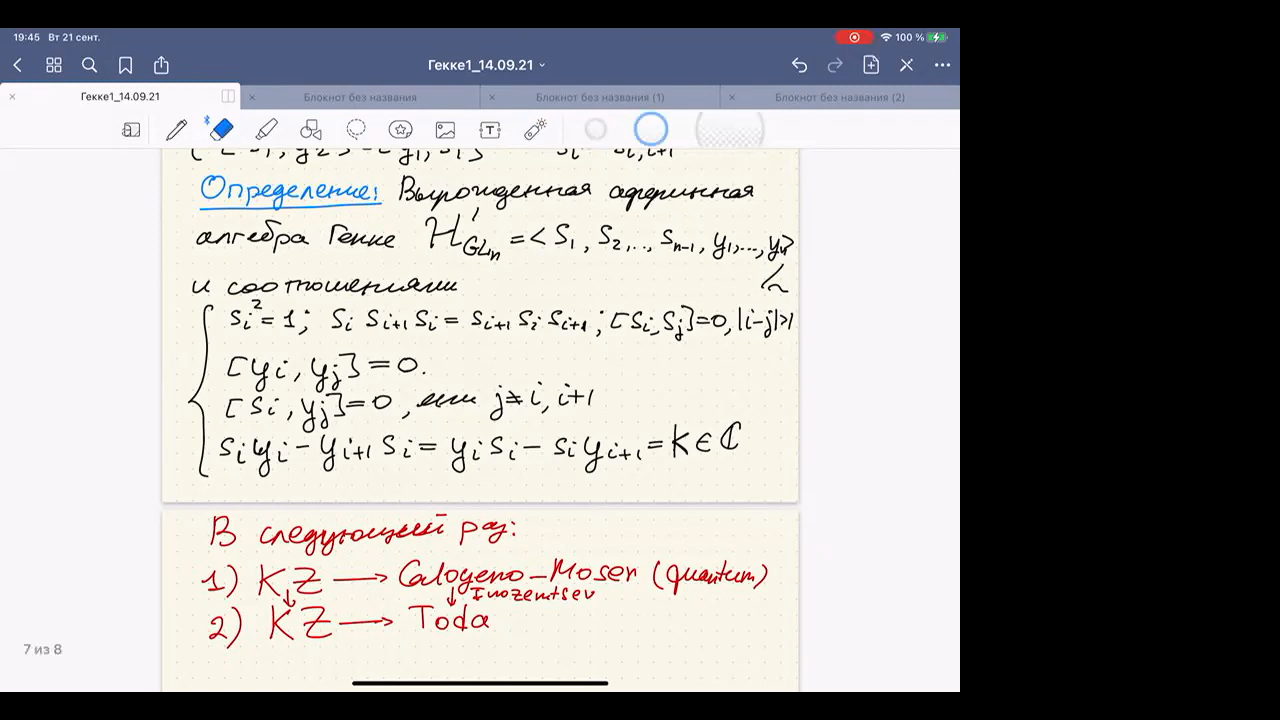 19:45 Вт 21 сент.
100 %
Гекке1_14.09.21
Гекке1_14.09.21
Блокнот без названия
Блокнот без названия (1)
Блокнот без названия (2)
Определение: Вырожденная аффинная
алгебра Гекке H'_{GL_n} = < S_1, S_2, ..., S_{n-1}, y_1, ..., y_n >
и соотношениями
S_i^2 = 1; S_i S_{i+1} S_i = S_{i+1} S_i S_{i+1}; [S_i, S_j] = 0, |i-j|>1
[y_i, y_j] = 0.
[S_i, y_j] = 0, если j ≠ i, i+1
S_i y_i - y_{i+1} S_i = y_i S_i - S_i y_{i+1} = K ∈ ℂ
В следующий раз:
1) KZ → Calogero-Moser (quantum)
↓ ↓ Inozemtsev
2) KZ → Toda
7 из 8